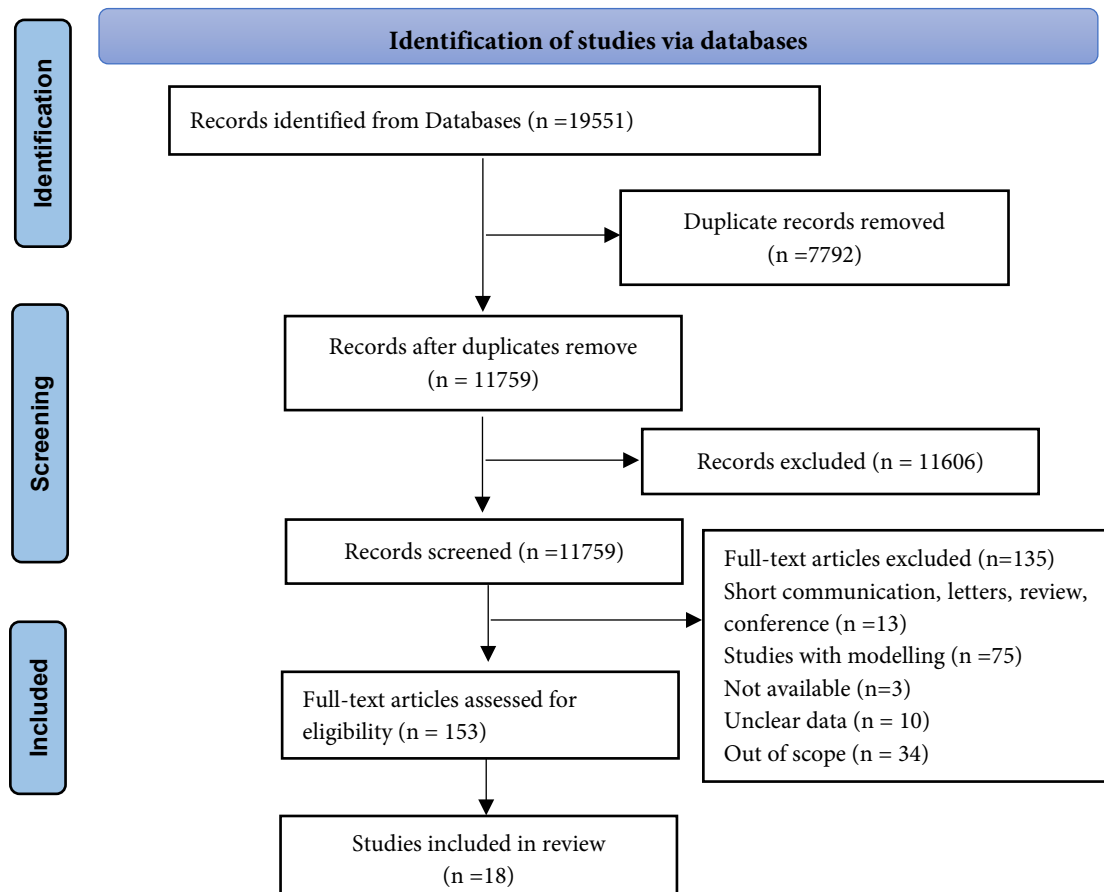 Identification of studies via databases
Identification
Records identified from Databases (n =19551)
Duplicate records removed
(n =7792)
Screening
Records after duplicates remove
(n = 11759)
Records excluded (n = 11606)
Records screened (n =11759)
Full-text articles excluded (n=135)
Short communication, letters, review,
conference (n =13)
Studies with modelling (n =75)
Not available (n=3)
Unclear data (n = 10)
Out of scope (n = 34)
Included
Full-text articles assessed for
eligibility (n = 153)
Studies included in review
(n =18)